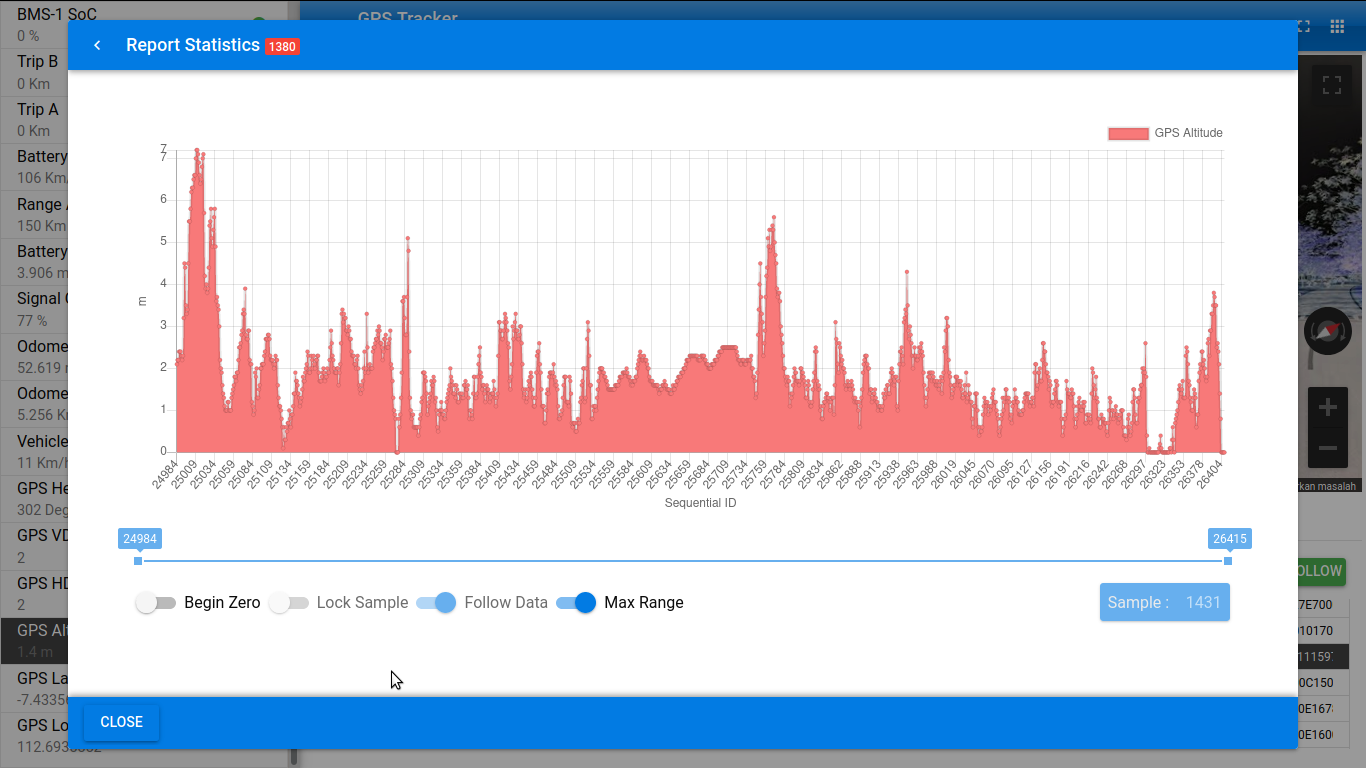 BMS-1 SoC
0 %
Trip B
0 Km
Trip A
0 Km
Battery
106 Km
Range
150 Km
Battery
3.906
Signal
77 %
Odome
52.619
Odome
5.256
Vehicle
11 Km/h
GPS He
302 Deg
GPS VD
2
GPS HD
2
GPS Al
1.4 m
GPS La
-7.4335
GPS Lo
112.693
GPS Tracker
Report Statistics 1380
GPS Altitude
7
7
6
5
4
3
2
1
0
m
24984 25009 25034 25059 25084 25109 25134 25159 25184 25209 25234 25259 25284 25309 25334 25359 25384 25409 25434 25459 25484 25509 25534 25559 25584 25609 25634 25659 25684 25709 25734 25759 25784 25809 25834 25862 25888 25913 25938 25963 25988 26019 26045 26070 26095 26127 26156 26191 26216 26242 26268 26297 26323 26353 26378 26404
Sequential ID
24984 26415
Begin Zero Lock Sample Follow Data Max Range
Sample : 1431
CLOSE
rkan masalah
OLLOW
7E700
010170
11159
0C150
0E167
0E160